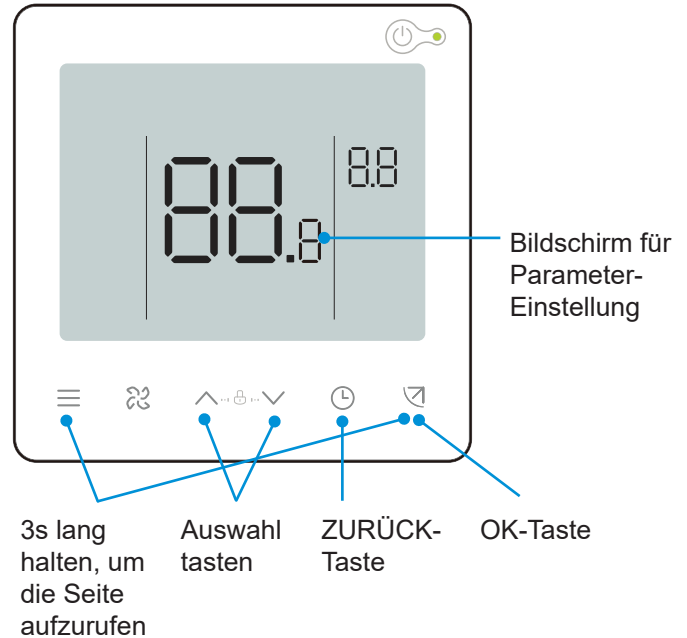 88.8
8.8
Bildschirm für
Parameter-
Einstellung
3s lang
halten, um
die Seite
aufzurufen
Auswahl
tasten
ZURÜCK-
Taste
OK-Taste